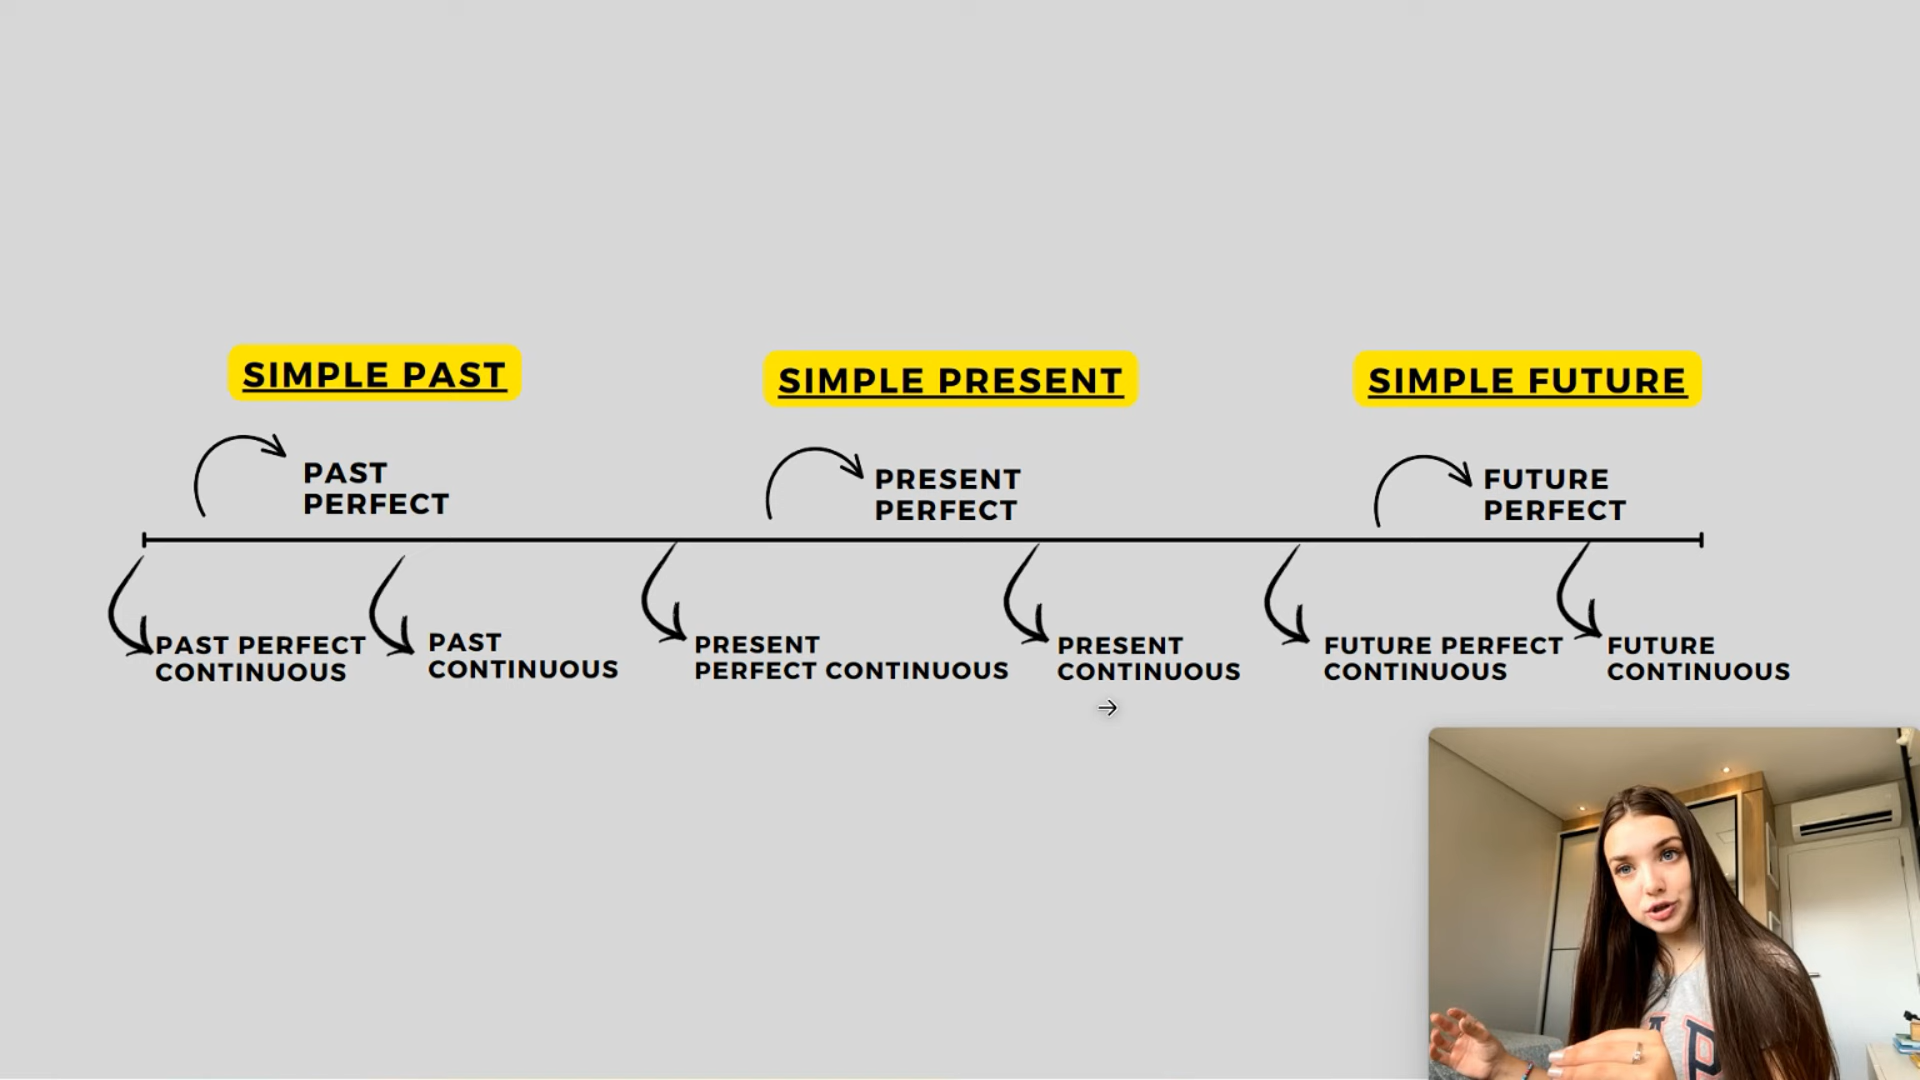 SIMPLE PAST
SIMPLE PRESENT
SIMPLE FUTURE
PAST
PERFECT
PRESENT
PERFECT
FUTURE
PERFECT
PAST PERFECT
CONTINUOUS
PAST
CONTINUOUS
PRESENT
PERFECT CONTINUOUS
PRESENT
CONTINUOUS
FUTURE PERFECT
CONTINUOUS
FUTURE
CONTINUOUS